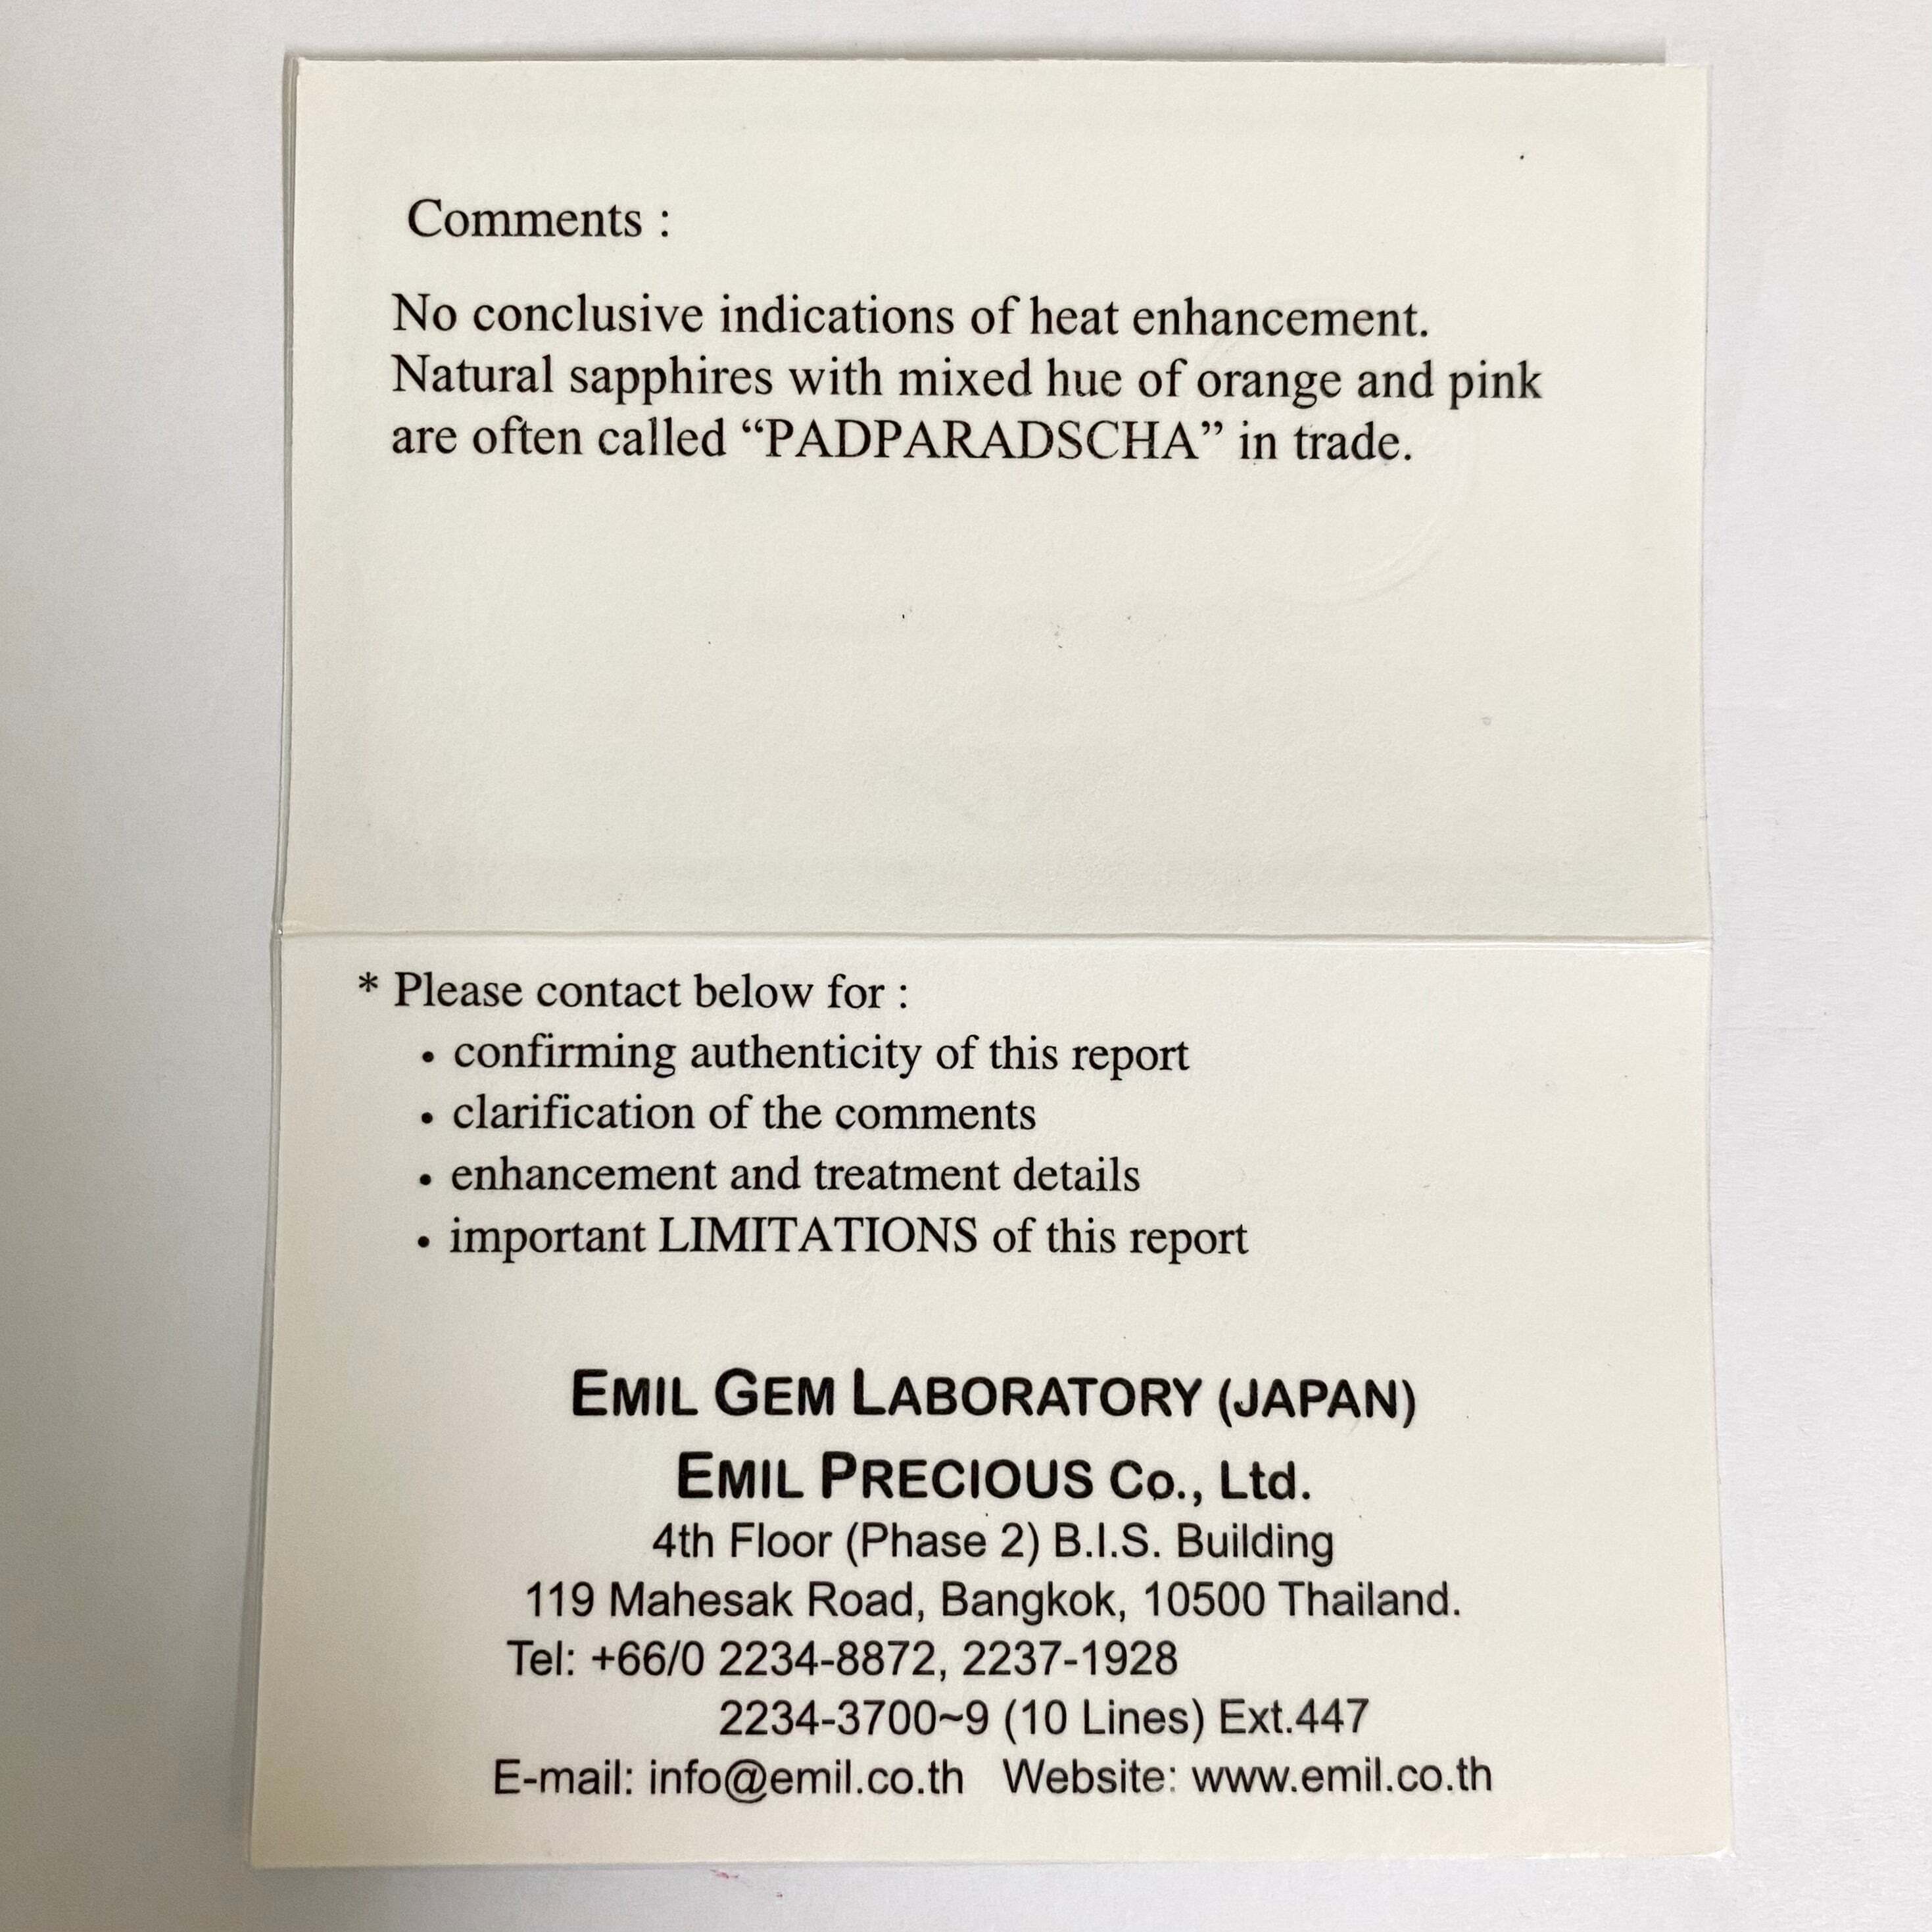 Comments :
No conclusive indications of heat enhancement.
Natural sapphires with mixed hue of orange and pink
are often called “PADPARADSCHA” in trade.
* Please contact below for :
• confirming authenticity of this report
• clarification of the comments
• enhancement and treatment details
• important LIMITATIONS of this report
EMIL GEM LABORATORY (JAPAN)
EMIL PRECIOUS Co., Ltd.
4th Floor (Phase 2) B.I.S. Building
119 Mahesak Road, Bangkok, 10500 Thailand.
Tel: +66/0 2234-8872, 2237-1928
2234-3700~9 (10 Lines) Ext.447
E-mail: info@emil.co.th Website: www.emil.co.th